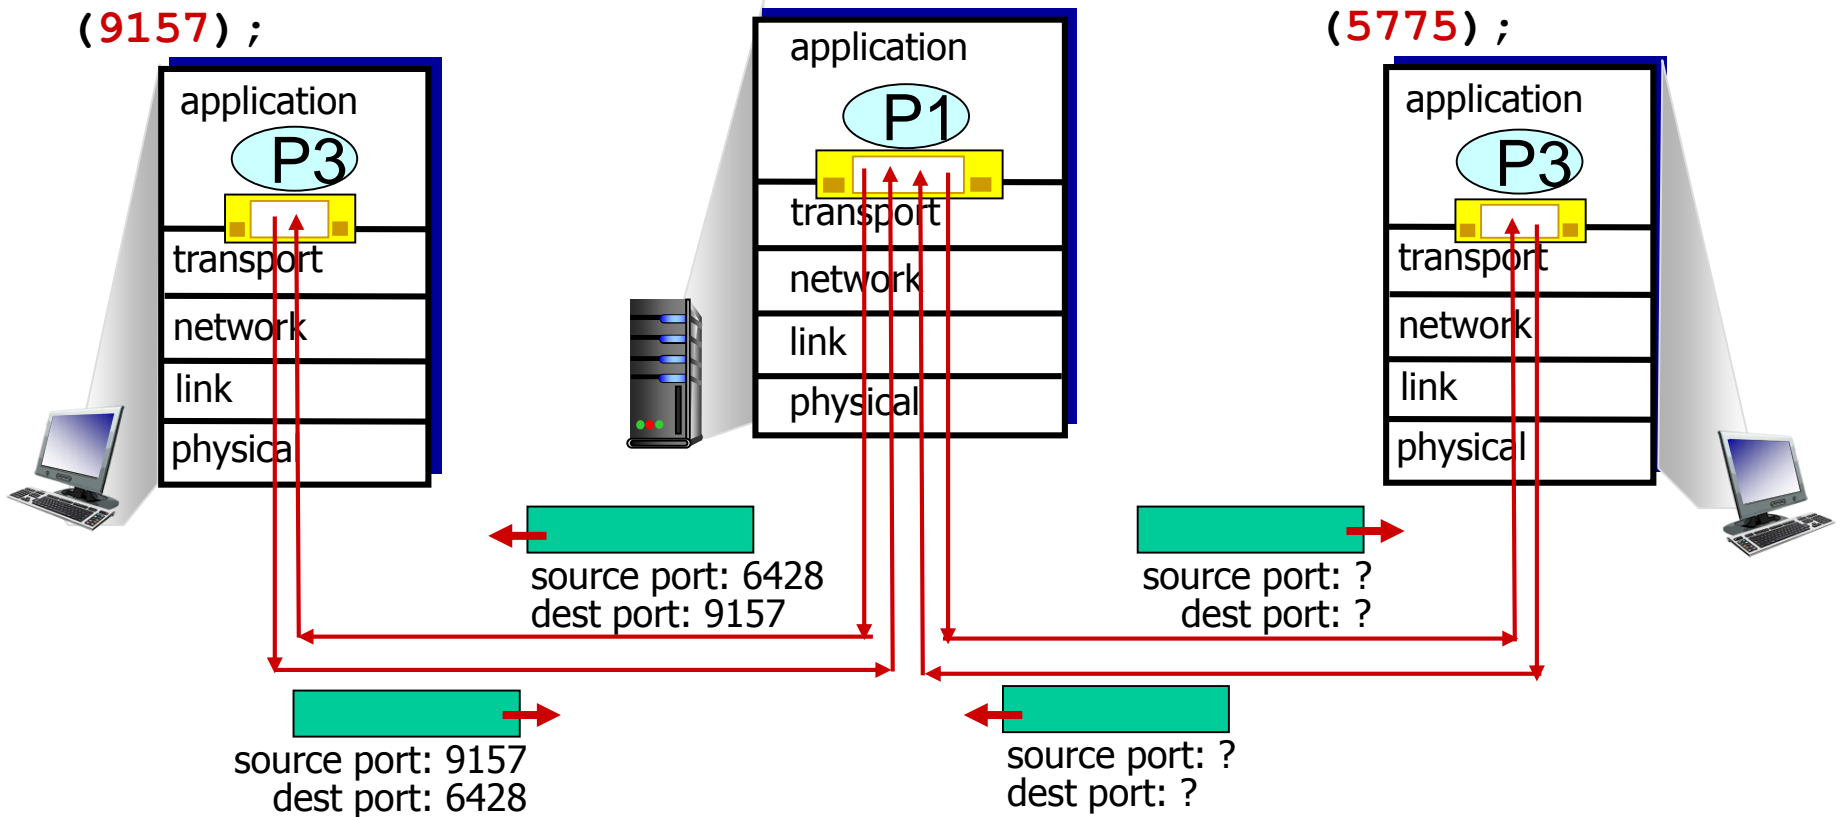 (9157);
(5775);
application
P3
transport
network
link
physical
application
P1
transport
network
link
physical
application
P3
transport
network
link
physical
source port: 6428
dest port: 9157
source port: ?
dest port: ?
source port: 9157
dest port: 6428
source port: ?
dest port: ?